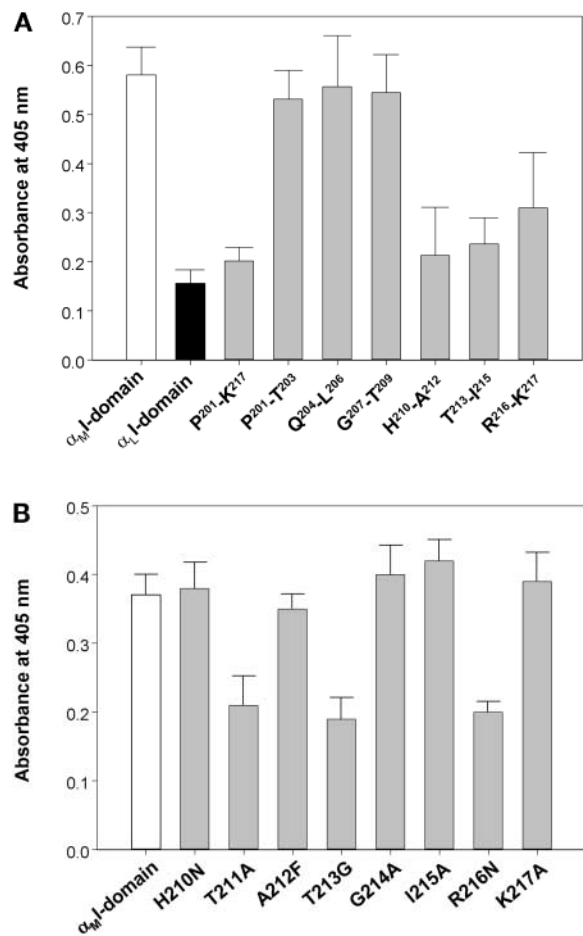 A
0.7
0.6
0.5
0.4
0.3
0.2
0.1
0.0
Absorbance at 405 nm
αMI-domain
αLI-domain
P201-K217
P201-T203
Q204-L206
G207-T209
H210-A212
T213-I215
R216-K217
B
0.5
0.4
0.3
0.2
0.1
0.0
Absorbance at 405 nm
αMI-domain
H210N
T211A
A212F
T213G
G214A
I215A
R216N
K217A